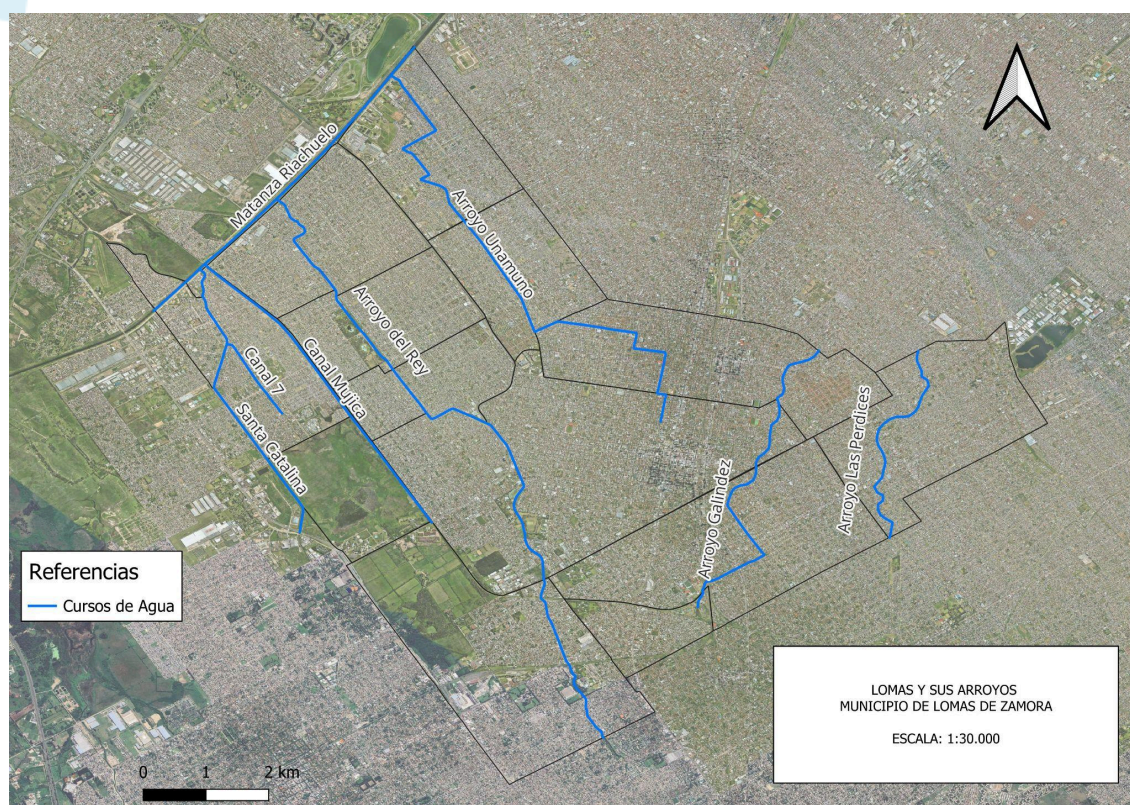 Matanza Riachuelo
Arroyo Unamuno
Arroyo del Rey
Canal Mujica
Canal 7
Santa Catalina
Arroyo Galindez
Arroyo Las Perdices
Referencias
Cursos de Agua
0 1 2 km
LOMAS Y SUS ARROYOS
MUNICIPIO DE LOMAS DE ZAMORA
ESCALA: 1:30.000